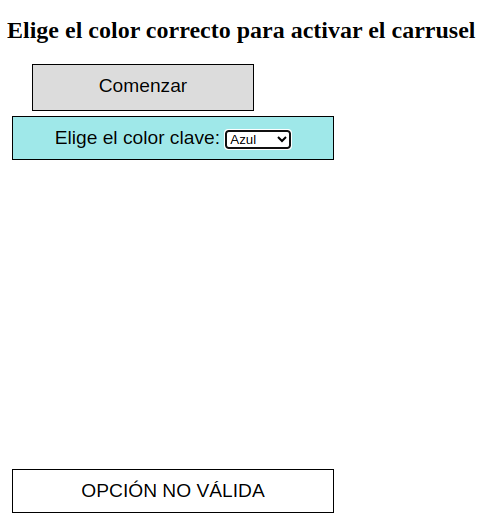 Elige el color correcto para activar el carrusel
Comenzar
Elige el color clave: Azul
OPCIÓN NO VÁLIDA